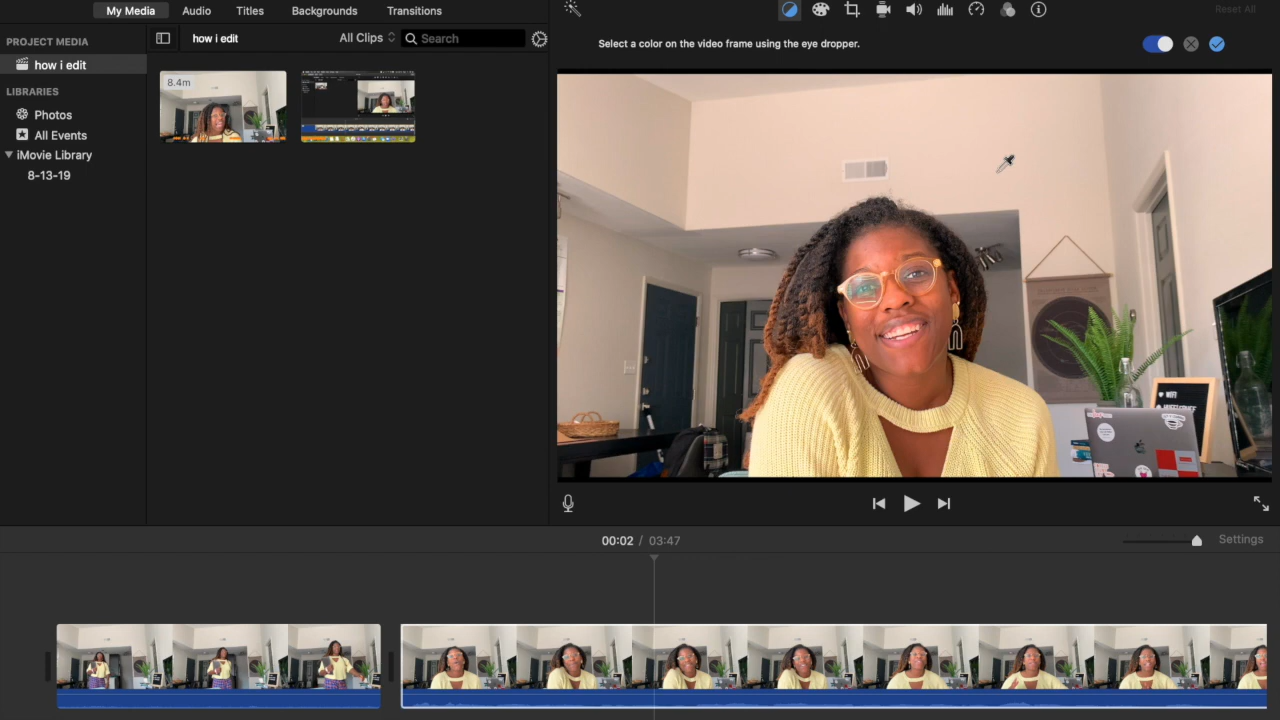 My Media Audio Titles Backgrounds Transitions
Reset All
PROJECT MEDIA
how i edit
All Clips
Search
Select a color on the video frame using the eye dropper.
how i edit
LIBRARIES
8.4m
Photos
All Events
iMovie Library
8-13-19
WIFI
00:02 / 03:47
Settings